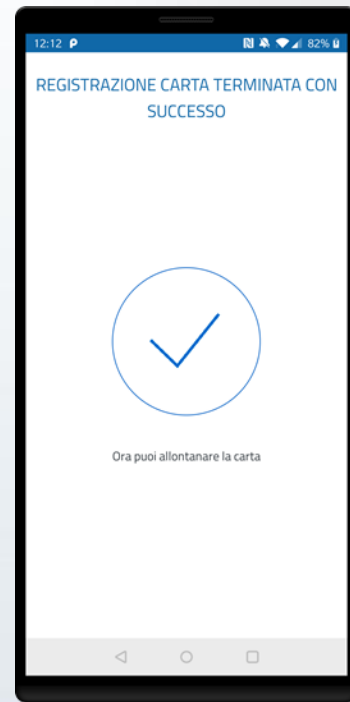 12:12 82%
REGISTRAZIONE CARTA TERMINATA CON
SUCCESSO
Ora puoi allontanare la carta